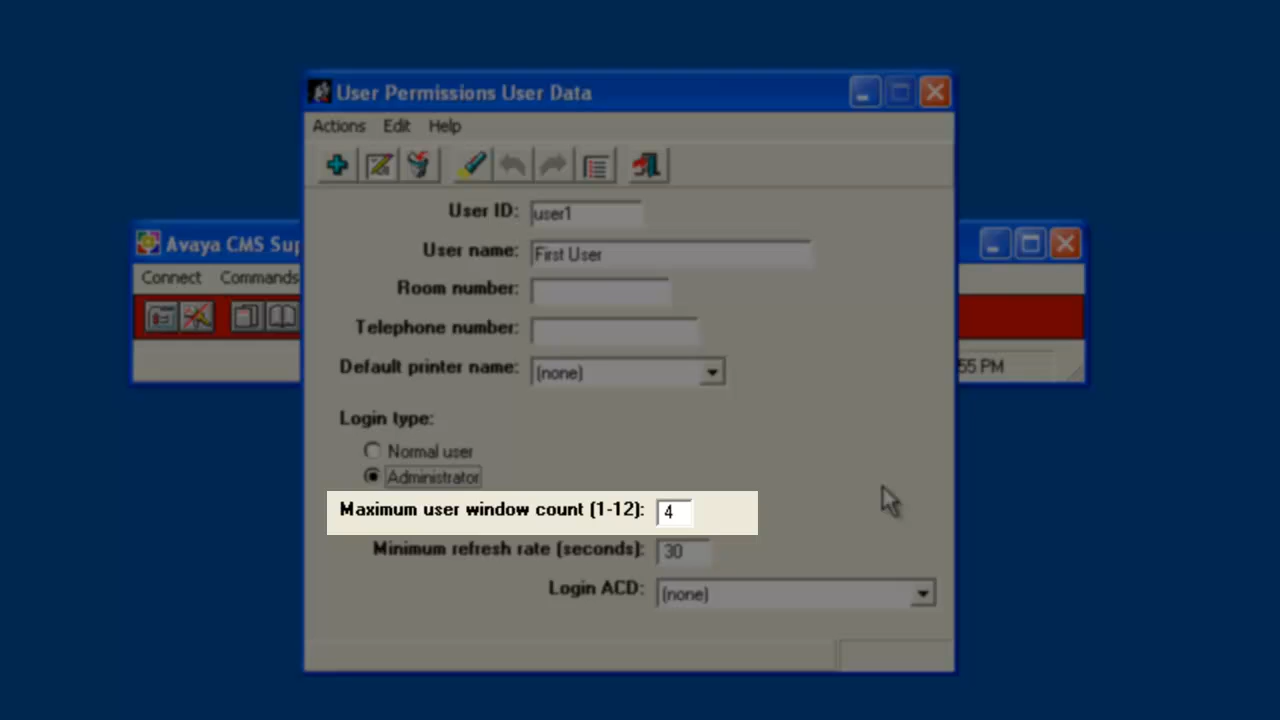 User Permissions User Data
Actions Edit Help
User ID: user1
Avaya CMS Sup
User name: First User
Connect Commands
Room number:
Telephone number:
Default printer name: (none)
55 PM
Login type:
Normal user
Administrator
Maximum user window count (1-12): 4
Minimum refresh rate (seconds): 30
Login ACD: (none)